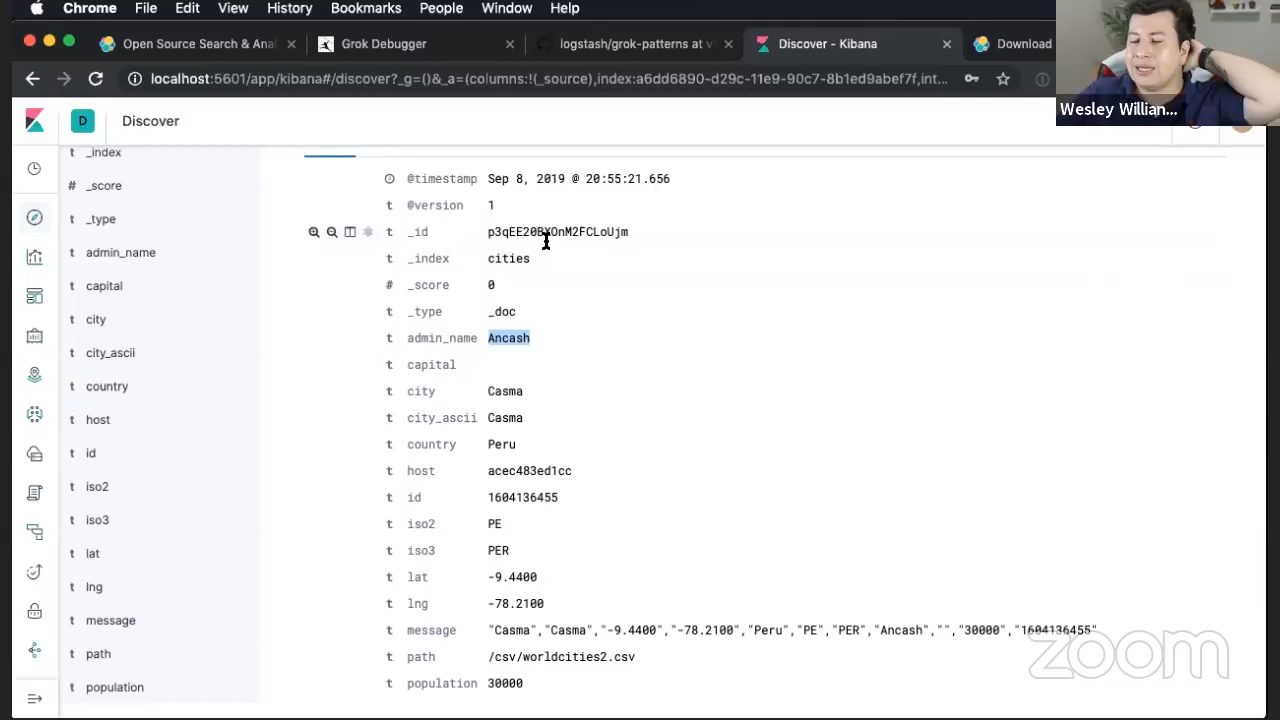 Chrome File Edit View History Bookmarks People Window Help
Open Source Search & Ana
Grok Debugger
logstash/grok-patterns at v
Discover - Kibana
Download
localhost:5601/app/kibana#/discover?_g=()&_a=(columns:!(_source),index:a6dd6890-d29c-11e9-90c7-8b1ed9abef7f,int...
Wesley Willian...
D Discover
t _index
# _score
t _type
t admin_name
t capital
t city
t city_ascii
t country
t host
t id
t iso2
t iso3
t lat
t lng
t message
t path
t population
@timestamp Sep 8, 2019 @ 20:55:21.656
t @version 1
t _id p3qEE20BXOnM2FCLoUjm
t _index cities
# _score 0
t _type _doc
t admin_name Ancash
t capital
t city Casma
t city_ascii Casma
t country Peru
t host acec483ed1cc
t id 1604136455
t iso2 PE
t iso3 PER
t lat -9.4400
t lng -78.2100
t message "Casma","Casma","-9.4400","-78.2100","Peru","PE","PER","Ancash","","30000","1604136455"
t path /csv/worldcities2.csv
t population 30000
zoom